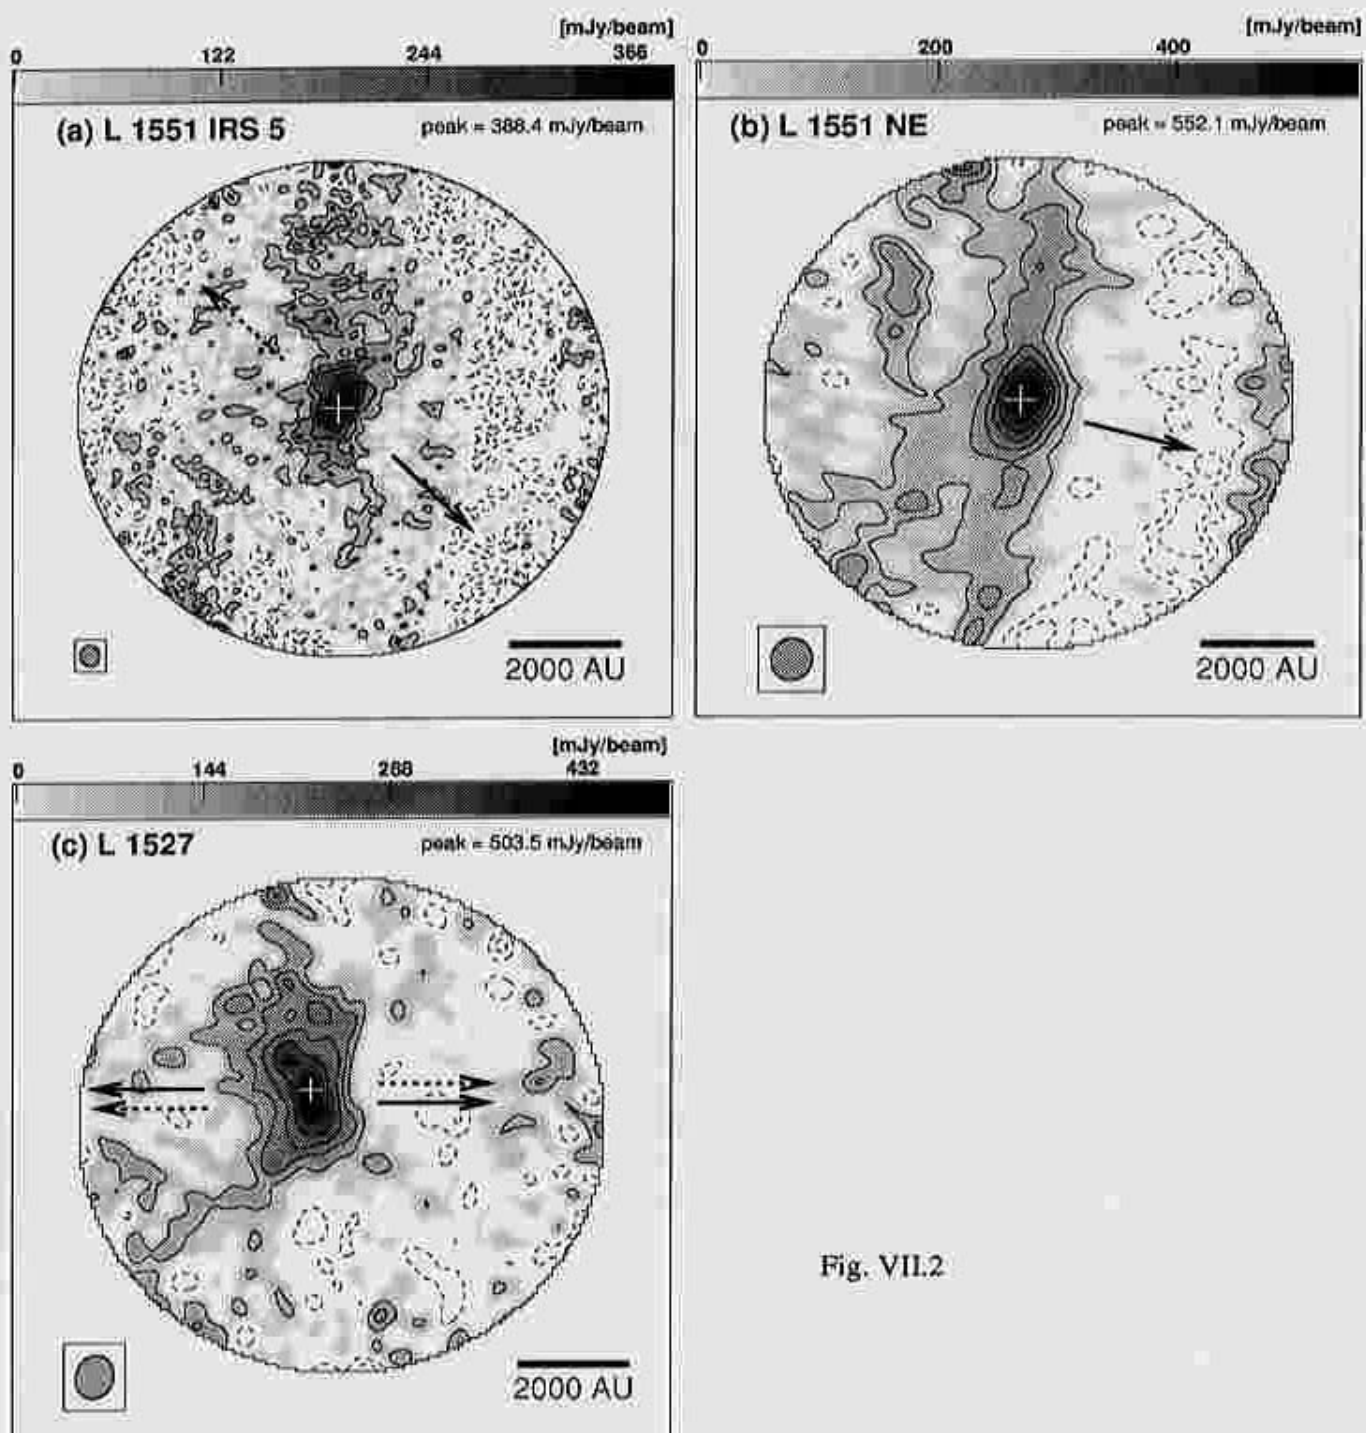 [mJy/beam]
0 122 244 366
(a) L 1551 IRS 5 peak = 388.4 mJy/beam
2000 AU
[mJy/beam]
0 200 400
(b) L 1551 NE peak = 552.1 mJy/beam
2000 AU
[mJy/beam]
0 144 288 432
(c) L 1527 peak = 503.5 mJy/beam
2000 AU
Fig. VII.2